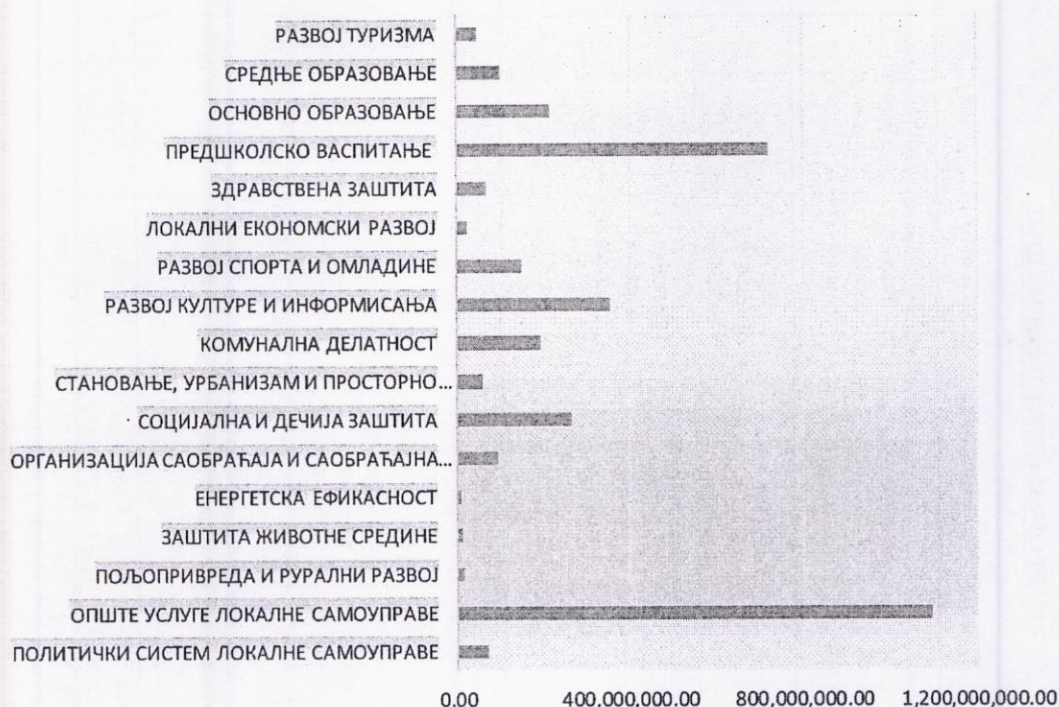 РАЗВОЈ ТУРИЗМА
СРЕДЊЕ ОБРАЗОВАЊЕ
ОСНОВНО ОБРАЗОВАЊЕ
ПРЕДШКОЛСКО ВАСПИТАЊЕ
ЗДРАВСТВЕНА ЗАШТИТА
ЛОКАЛНИ ЕКОНОМСКИ РАЗВОЈ
РАЗВОЈ СПОРТА И ОМЛАДИНЕ
РАЗВОЈ КУЛТУРЕ И ИНФОРМИСАЊА
КОМУНАЛНА ДЕЛАТНОСТ
СТАНОВАЊЕ, УРБАНИЗАМ И ПРОСТОРНО...
СОЦИЈАЛНА И ДЕЧИЈА ЗАШТИТА
ОРГАНИЗАЦИЈА САОБРАЋАЈА И САОБРАЋАЈНА...
ЕНЕРГЕТСКА ЕФИКАСНОСТ
ЗАШТИТА ЖИВОТНЕ СРЕДИНЕ
ПОЉОПРИВРЕДА И РУРАЛНИ РАЗВОЈ
ОПШТЕ УСЛУГЕ ЛОКАЛНЕ САМОУПРАВЕ
ПОЛИТИЧКИ СИСТЕМ ЛОКАЛНЕ САМОУПРАВЕ
0.00 400,000,000.00 800,000,000.00 1,200,000,000.00